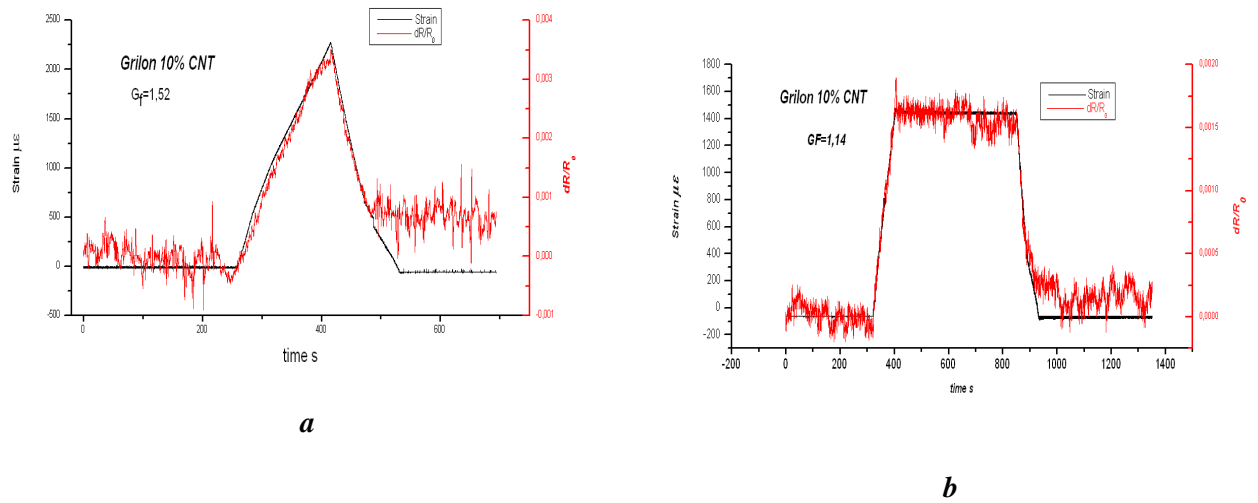 2500
2000
1500
1000
500
0
-500
Strain με
Grilon 10% CNT
Gf=1,52
Strain
dR/R0
0,004
0,003
0,002
0,001
0,000
-0,001
dR/R0
0
200
400
600
time s
a
1800
1600
1400
1200
1000
800
600
400
200
0
-200
Strain με
Grilon 10% CNT
GF=1,14
Strain
dR/R0
0,0020
0,0015
0,0010
0,0005
0,0000
dR/R0
-200
0
200
400
600
800
1000
1200
1400
time s
b